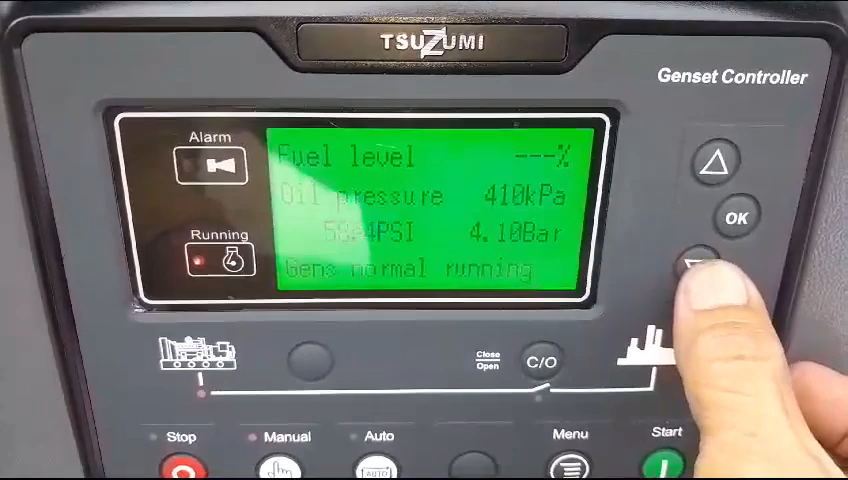 TSUZUMI
Genset Controller
Alarm
Fuel level ---%
Oil pressure 410kPa
4.10Bar
Running
Gens normal running
OK
Close
Open
C/O
Stop
Manual
Auto
Menu
Start
AUTO